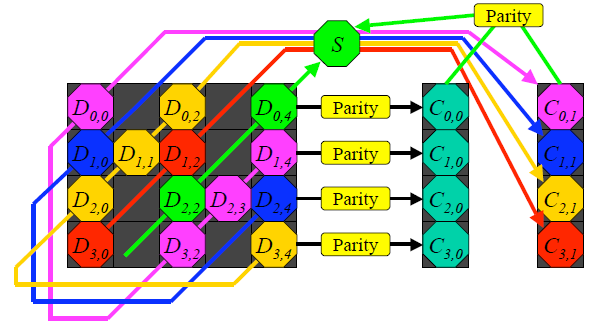 Parity
S
D0,0 D0,2 D0,4 Parity C0,0 C0,1
D1,0 D1,1 D1,2 D1,4 Parity C1,0 C1,1
D2,0 D2,2 D2,3 D2,4 Parity C2,0 C2,1
D3,0 D3,2 D3,4 Parity C3,0 C3,1